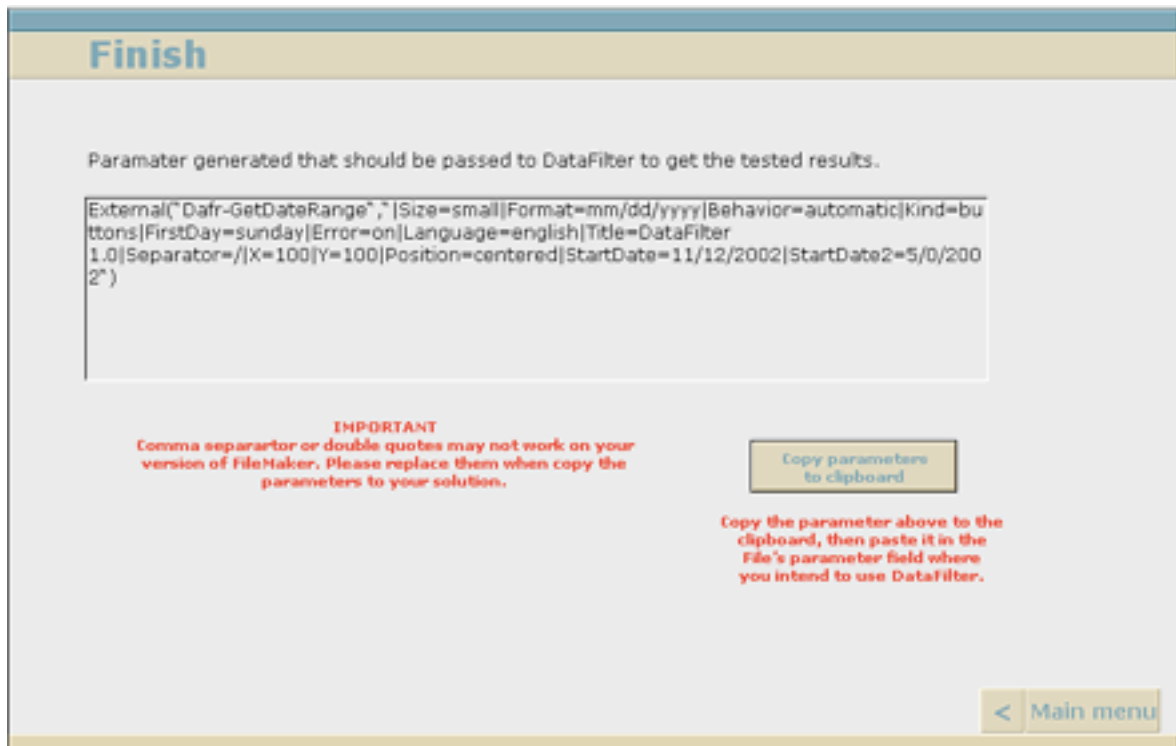 Finish
Paramater generated that should be passed to DataFilter to get the tested results.
External("Dafr-GetDateRange","|Size=small|Format=mm/dd/yyyy|Behavior=automatic|Kind=bu
ttons|FirstDay=sunday|Error=on|Language=english|Title=DataFilter
1.0|Separator=/|X=100|Y=100|Position=centered|StartDate=11/12/2002|StartDate2=5/0/200
2")
IMPORTANT
Comma separartor or double quotes may not work on your
version of FileMaker. Please replace them when copy the
parameters to your solution.
Copy parameters
to clipboard
Copy the parameter above to the
clipboard, then paste it in the
File's parameter field where
you intend to use DataFilter.
< Main menu